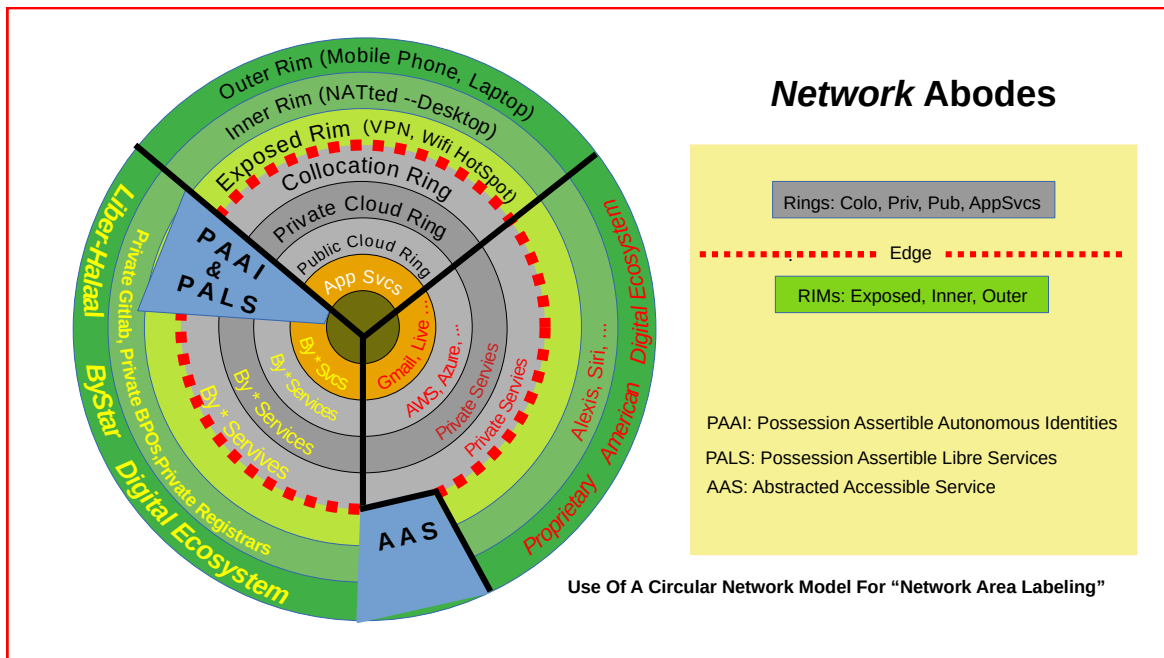 Outer Rim (Mobile Phone, Laptop)
Inner Rim (NATted --Desktop)
Exposed Rim (VPN, Wifi HotSpot)
Collocation Ring
Private Cloud Ring
Public Cloud Ring
App Svcs
PAAI
&
PALS
Liber-Halaal
ByStar Digital Ecosystem
Private Gitlab, Private BPOs,Private Registrars
By * Servives
By * Services
By * Services
By * Svcs
Gmail, Live ...
AWS, Azure, ...
Private Servies
Private Servies
Alexis, Siri, ...
Proprietary American Digital Ecosystem
AAS
Network Abodes
Rings: Colo, Priv, Pub, AppSvcs
Edge
RIMs: Exposed, Inner, Outer
PAAI: Possession Assertible Autonomous Identities
PALS: Possession Assertible Libre Services
AAS: Abstracted Accessible Service
Use Of A Circular Network Model For “Network Area Labeling”